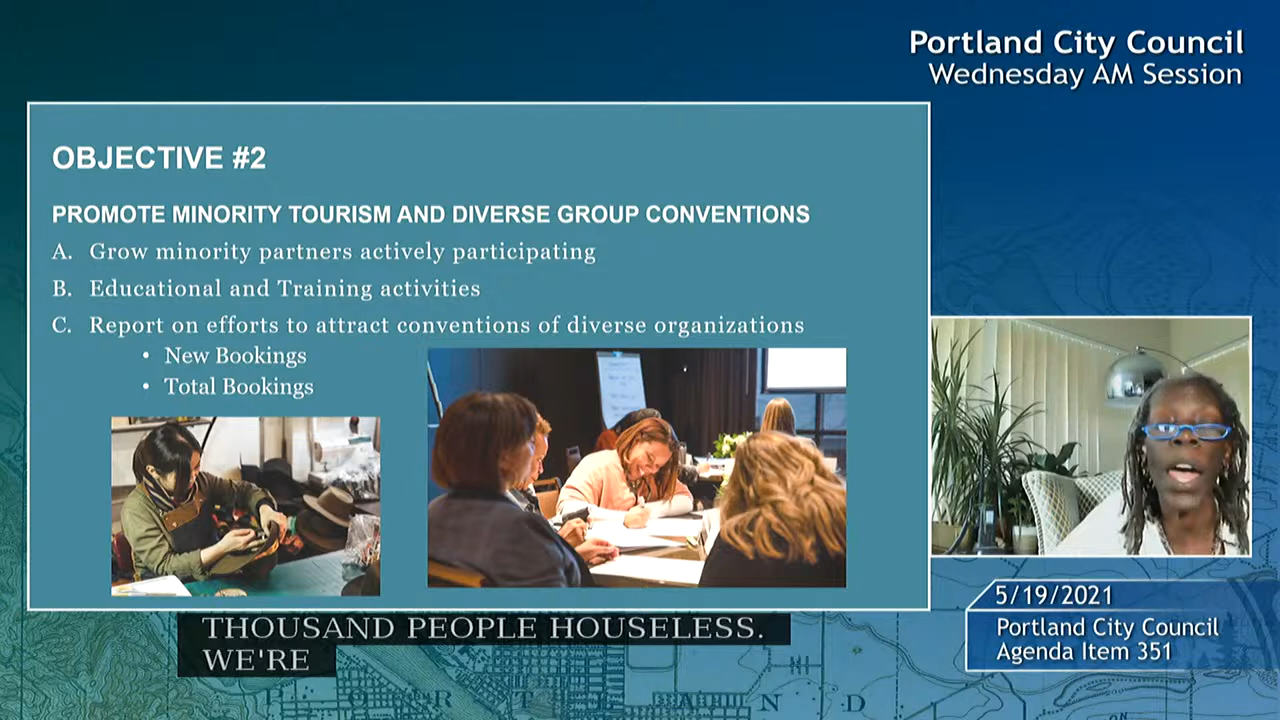 Portland City Council
Wednesday AM Session
OBJECTIVE #2
PROMOTE MINORITY TOURISM AND DIVERSE GROUP CONVENTIONS
A. Grow minority partners actively participating
B. Educational and Training activities
C. Report on efforts to attract conventions of diverse organizations
• New Bookings
• Total Bookings
5/19/2021
Portland City Council
Agenda Item 351
THOUSAND PEOPLE HOUSELESS.
WE'RE
P O R T L A N D